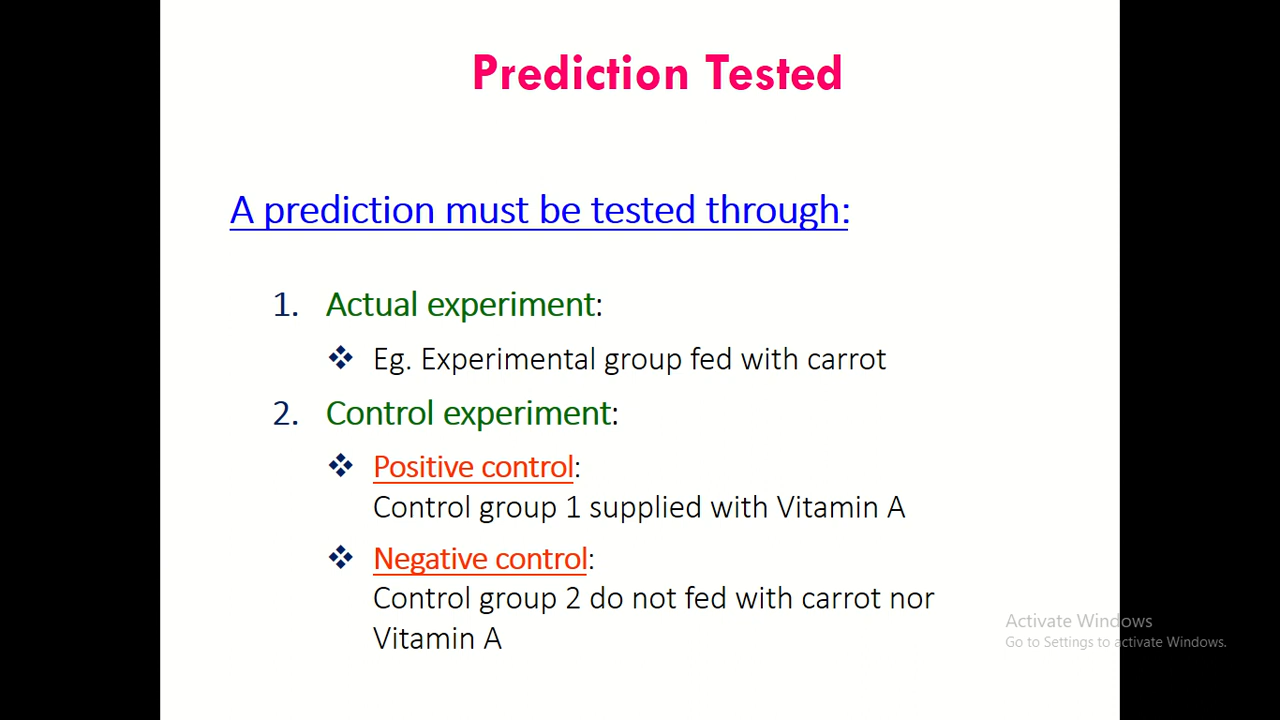 Prediction Tested
A prediction must be tested through:
1. Actual experiment:
❖ Eg. Experimental group fed with carrot
2. Control experiment:
❖ Positive control:
Control group 1 supplied with Vitamin A
❖ Negative control:
Control group 2 do not fed with carrot nor
Vitamin A
Activate Windows
Go to Settings to activate Windows.